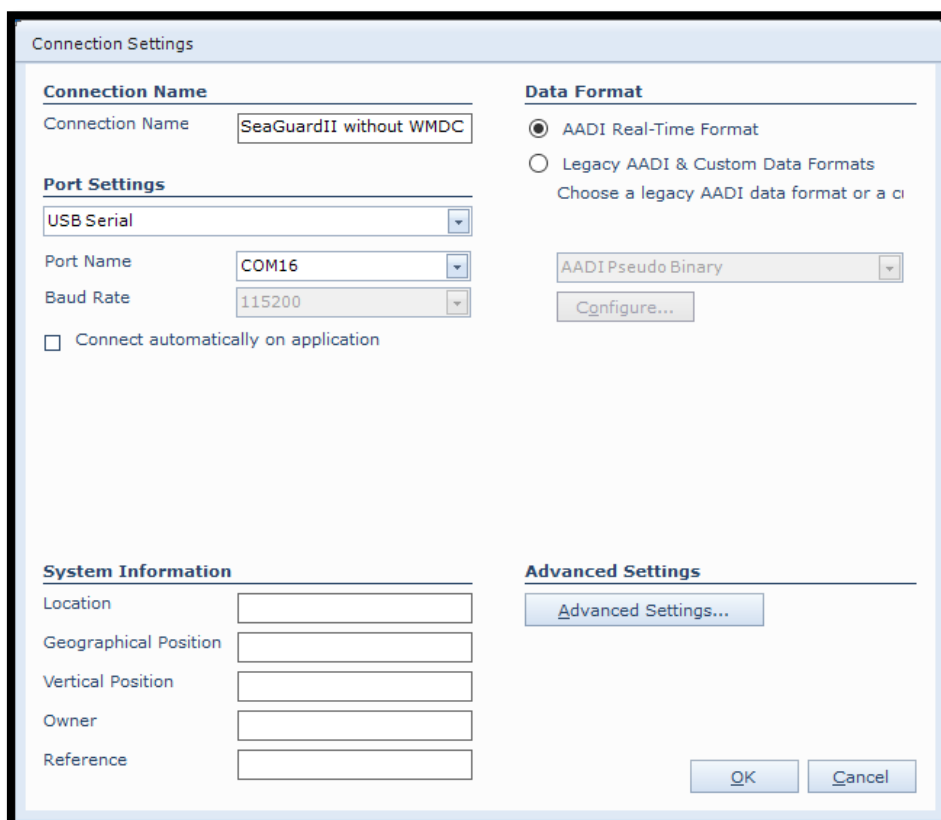 Connection Settings
Connection Name
Connection Name SeaGuardII without WMDC
Port Settings
USB Serial
Port Name COM16
Baud Rate 115200
Connect automatically on application
Data Format
AADI Real-Time Format
Legacy AADI & Custom Data Formats
Choose a legacy AADI data format or a cu
AADI Pseudo Binary
Configure...
System Information
Location
Geographical Position
Vertical Position
Owner
Reference
Advanced Settings
Advanced Settings...
OK Cancel